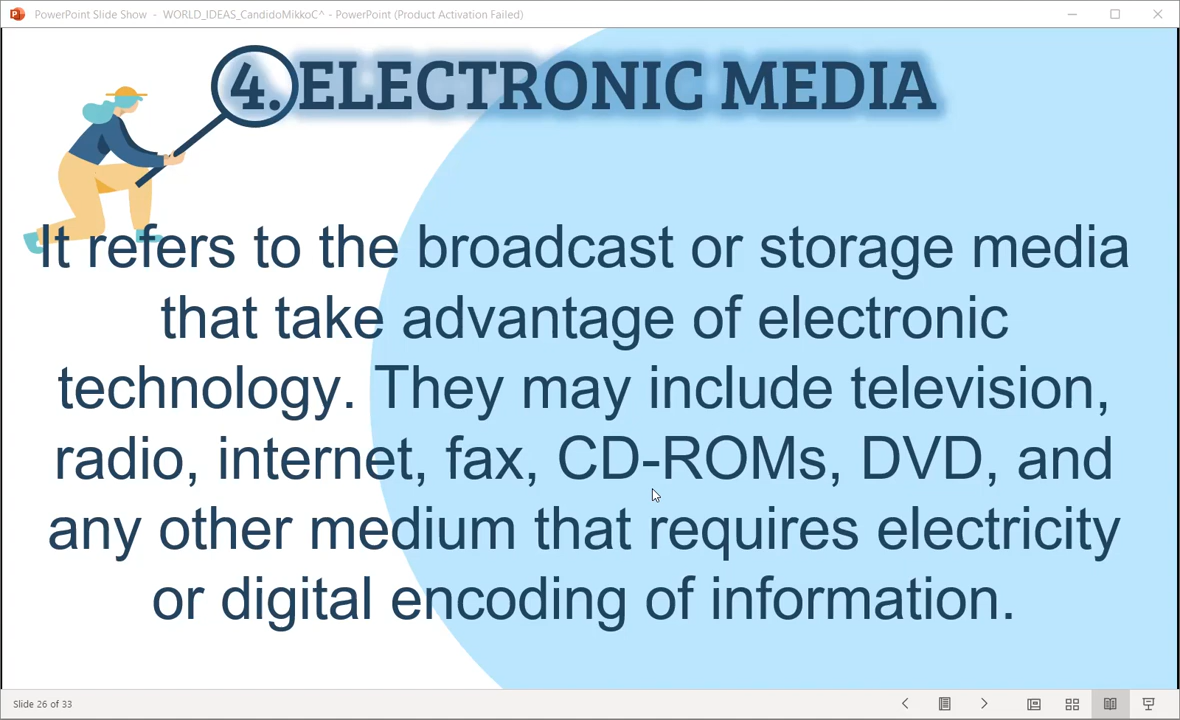 PowerPoint Slide Show - WORLD_IDEAS_CandidoMikkoC^ - PowerPoint (Product Activation Failed)
4. ELECTRONIC MEDIA
It refers to the broadcast or storage media
that take advantage of electronic
technology. They may include television,
radio, internet, fax, CD-ROMs, DVD, and
any other medium that requires electricity
or digital encoding of information.
Slide 26 of 33